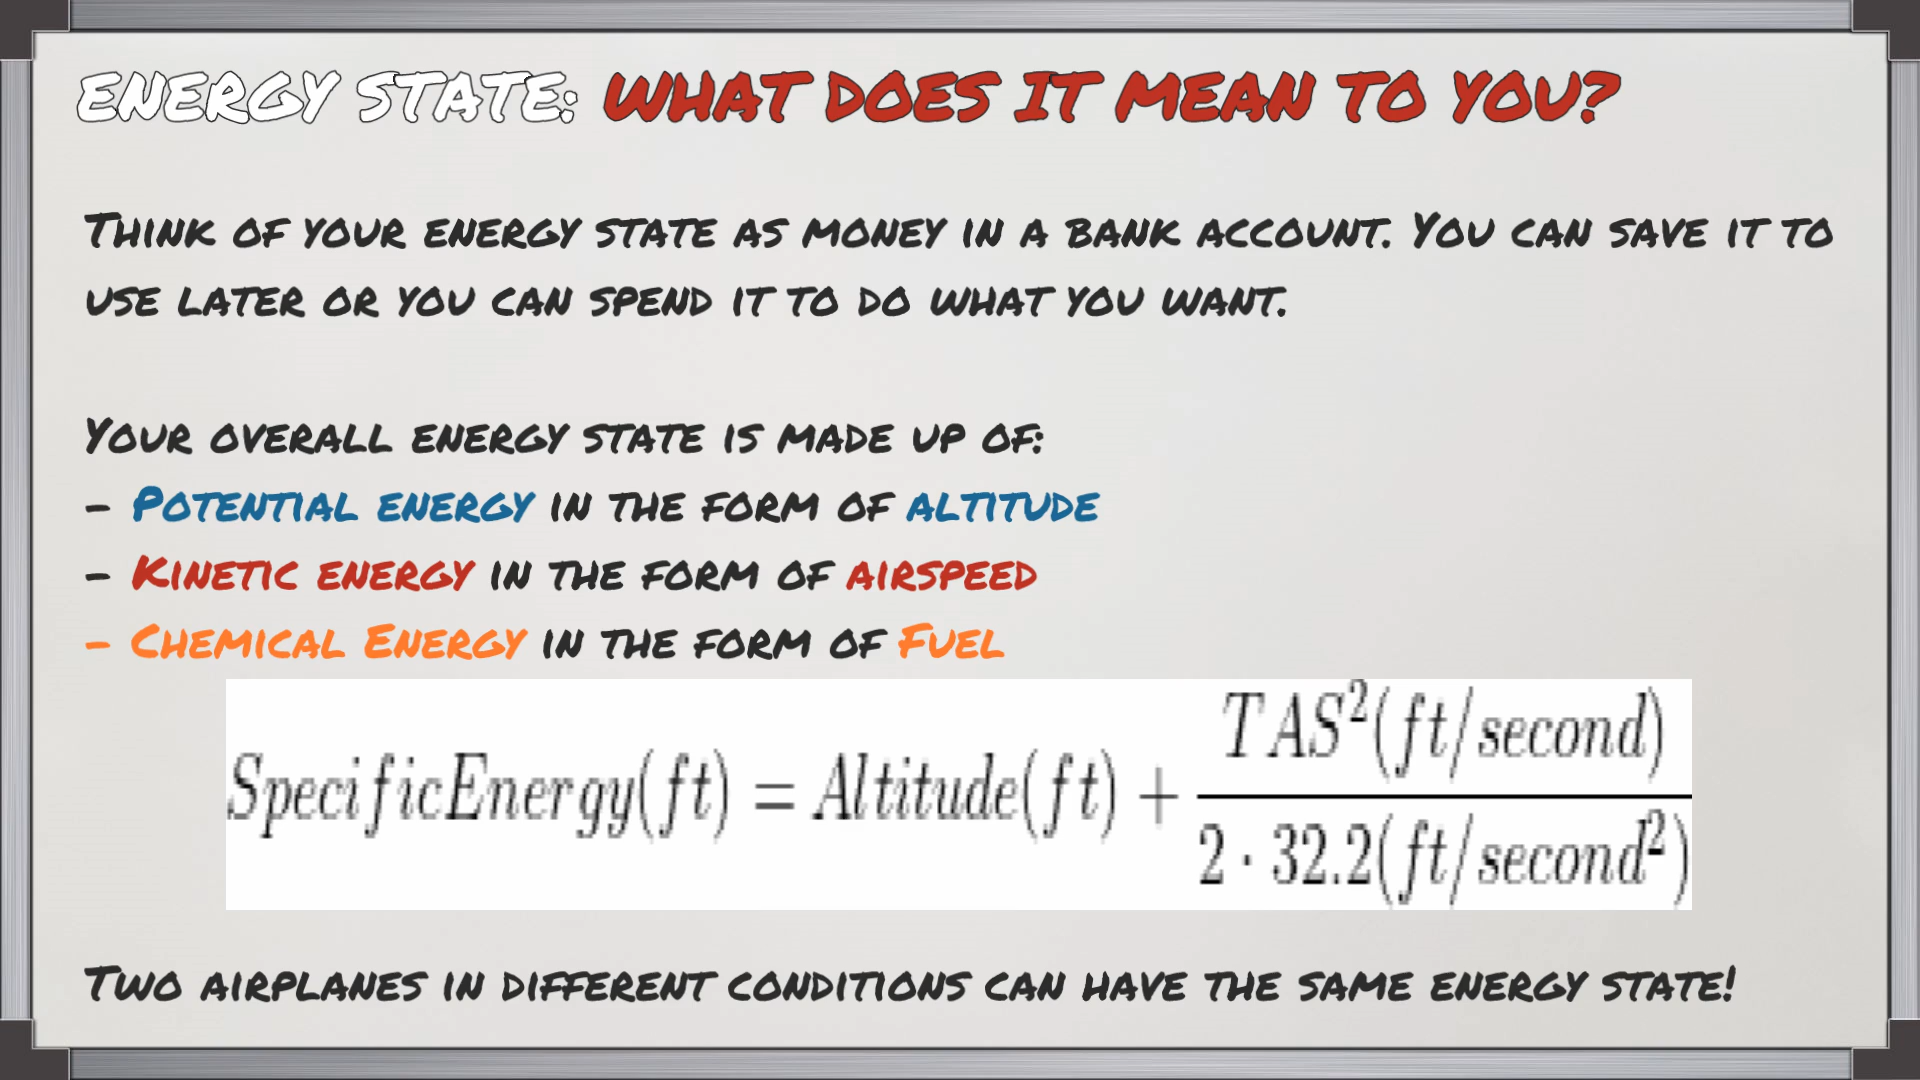 ENERGY STATE: WHAT DOES IT MEAN TO YOU?
THINK OF YOUR ENERGY STATE AS MONEY IN A BANK ACCOUNT. YOU CAN SAVE IT TO
USE LATER OR YOU CAN SPEND IT TO DO WHAT YOU WANT.
YOUR OVERALL ENERGY STATE IS MADE UP OF:
- POTENTIAL ENERGY IN THE FORM OF ALTITUDE
- KINETIC ENERGY IN THE FORM OF AIRSPEED
- CHEMICAL ENERGY IN THE FORM OF FUEL
SpecificEnergy(ft) = Altitude(ft) + TAS²(ft/second) / 2 · 32.2(ft/second²)
TWO AIRPLANES IN DIFFERENT CONDITIONS CAN HAVE THE SAME ENERGY STATE!